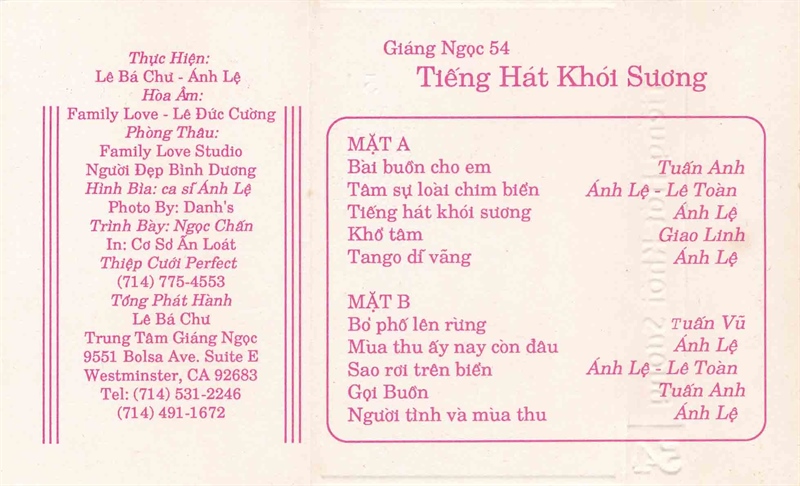 Thực Hiện:
Lê Bá Chư - Ánh Lệ
Hòa Âm:
Family Love - Lê Đức Cường
Phòng Thâu:
Family Love Studio
Người Đẹp Bình Dương
Hình Bìa: ca sĩ Ánh Lệ
Photo By: Danh's
Trình Bày: Ngọc Chấn
In: Cơ Sở Ấn Loát
Thiệp Cưới Perfect
(714) 775-4553
Tổng Phát Hành
Lê Bá Chư
Trung Tâm Giáng Ngọc
9551 Bolsa Ave. Suite E
Westminster, CA 92683
Tel: (714) 531-2246
(714) 491-1672
Giáng Ngọc 54
Tiếng Hát Khói Sương
MẶT A
Bài buồn cho em Tuấn Anh
Tâm sự loài chim biển Ánh Lệ - Lê Toàn
Tiếng hát khói sương Ánh Lệ
Khổ tâm Giao Linh
Tango dĩ vãng Ánh Lệ
MẶT B
Bỏ phố lên rừng Tuấn Vũ
Mùa thu ấy nay còn đâu Ánh Lệ
Sao rơi trên biển Ánh Lệ - Lê Toàn
Gọi Buồn Tuấn Anh
Người tình và mùa thu Ánh Lệ